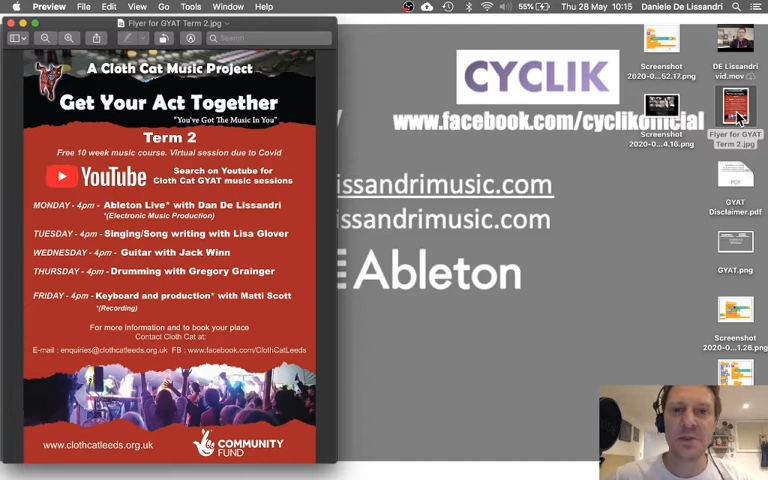 Preview File Edit View Go Tools Window Help
55% Thu 28 May 10:15 Daniele De Lissandri
Flyer for GYAT Term 2.jpg
Search
A Cloth Cat Music Project
Get Your Act Together
"You've Got The Music In You"
Term 2
Free 10 week music course. Virtual session due to Covid
YouTube
Search on Youtube for
Cloth Cat GYAT music sessions
MONDAY - 4pm - Ableton Live* with Dan De Lissandri
*(Electronic Music Production)
TUESDAY - 4pm - Singing/Song writing with Lisa Glover
WEDNESDAY - 4pm - Guitar with Jack Winn
THURSDAY - 4pm - Drumming with Gregory Grainger
FRIDAY - 4pm - Keyboard and production* with Matti Scott
*(Recording)
For more information and to book your place
Contact Cloth Cat at:
E-mail : enquiries@clothcatleeds.org.uk FB : www.facebook.com/ClothCatLeeds
www.clothcatleeds.org.uk
COMMUNITY
FUND
CYCLIK
www.facebook.com/cyclikofficial
issandrimusic.com
issandrimusic.com
Ableton
Screenshot
2020-0...52.17.png
DE Lissandri
vid.mov
Screenshot
2020-0...4.16.png
Flyer for GYAT
Term 2.jpg
PDF
GYAT
Disclaimer.pdf
GYAT.png
Screenshot
2020-0...1.26.png